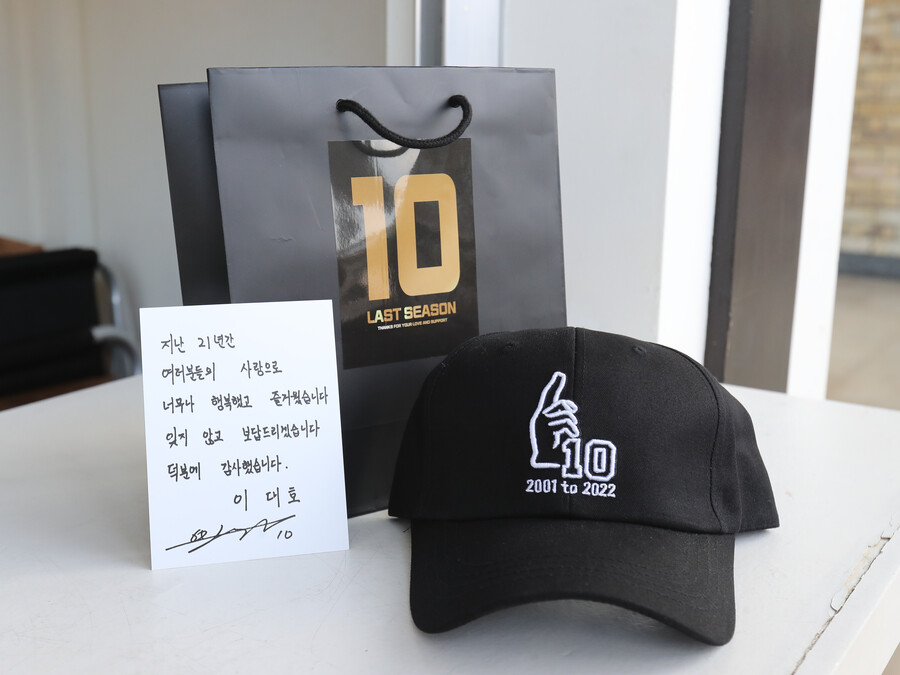 10
LAST SEASON
THANKS FOR YOUR LOVE AND SUPPORT
지난 21년간
여러분들의 사랑으로
너무나 행복했고 즐거웠습니다
잊지 않고 보답드리겠습니다
덕분에 감사했습니다.
이대호
10
10
2001 to 2022